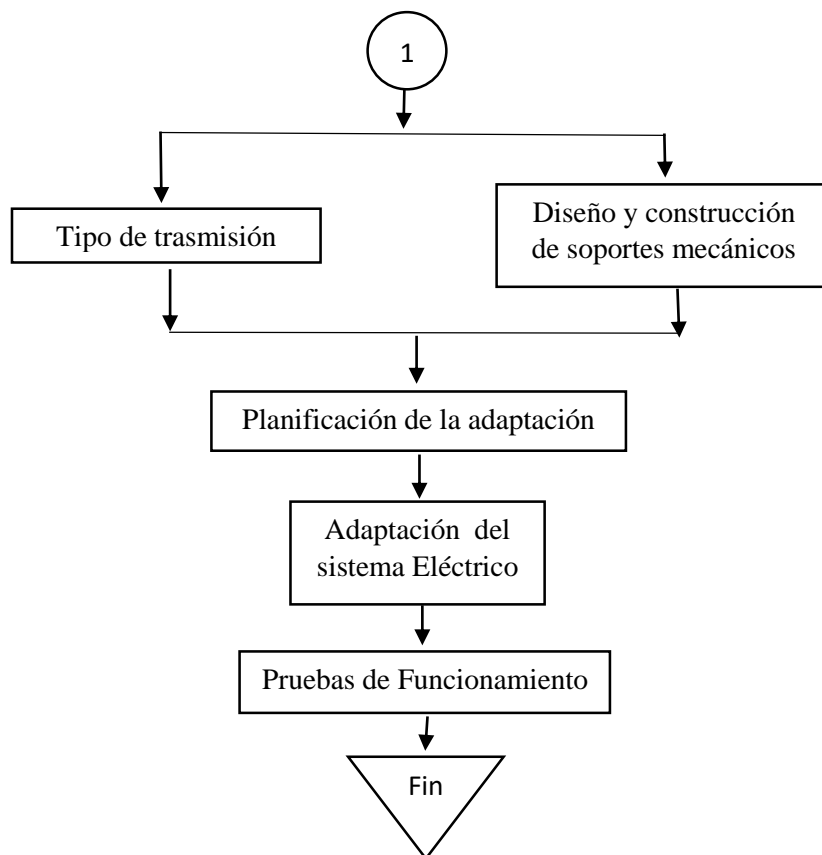 1
Tipo de trasmisión
Diseño y construcción
de soportes mecánicos
Planificación de la adaptación
Adaptación del
sistema Eléctrico
Pruebas de Funcionamiento
Fin